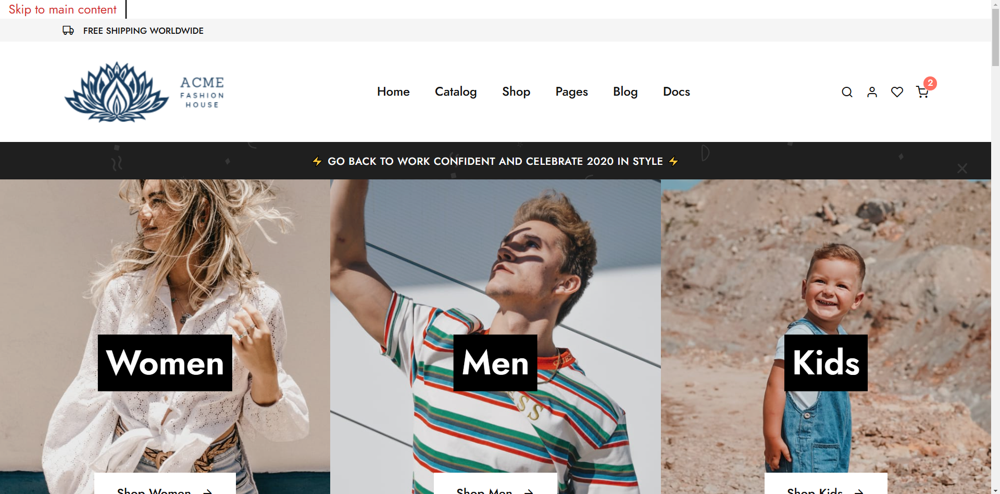 Skip to main content
FREE SHIPPING WORLDWIDE
ACME
FASHION
HOUSE
Home Catalog Shop Pages Blog Docs
2
⚡ GO BACK TO WORK CONFIDENT AND CELEBRATE 2020 IN STYLE ⚡
Women Men Kids
Shop Women → Shop Men → Shop Kids →